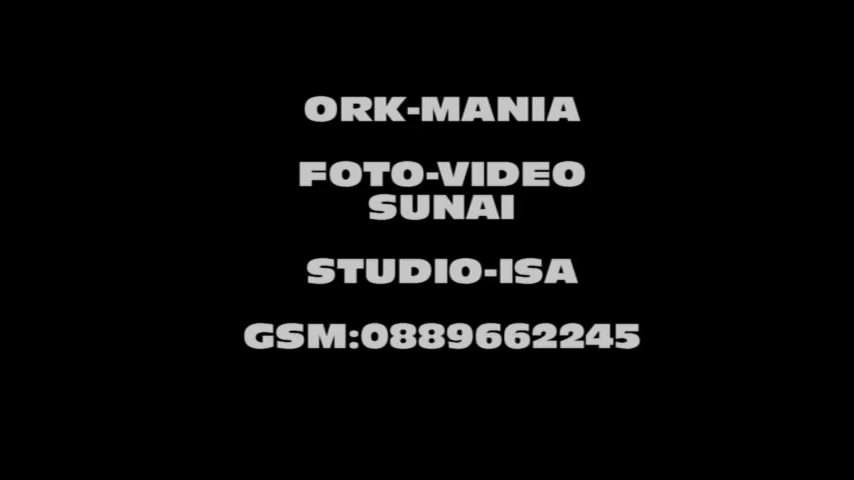 ORK-MANIA
FOTO-VIDEO
SUNAI
STUDIO-ISA
GSM:0889662245